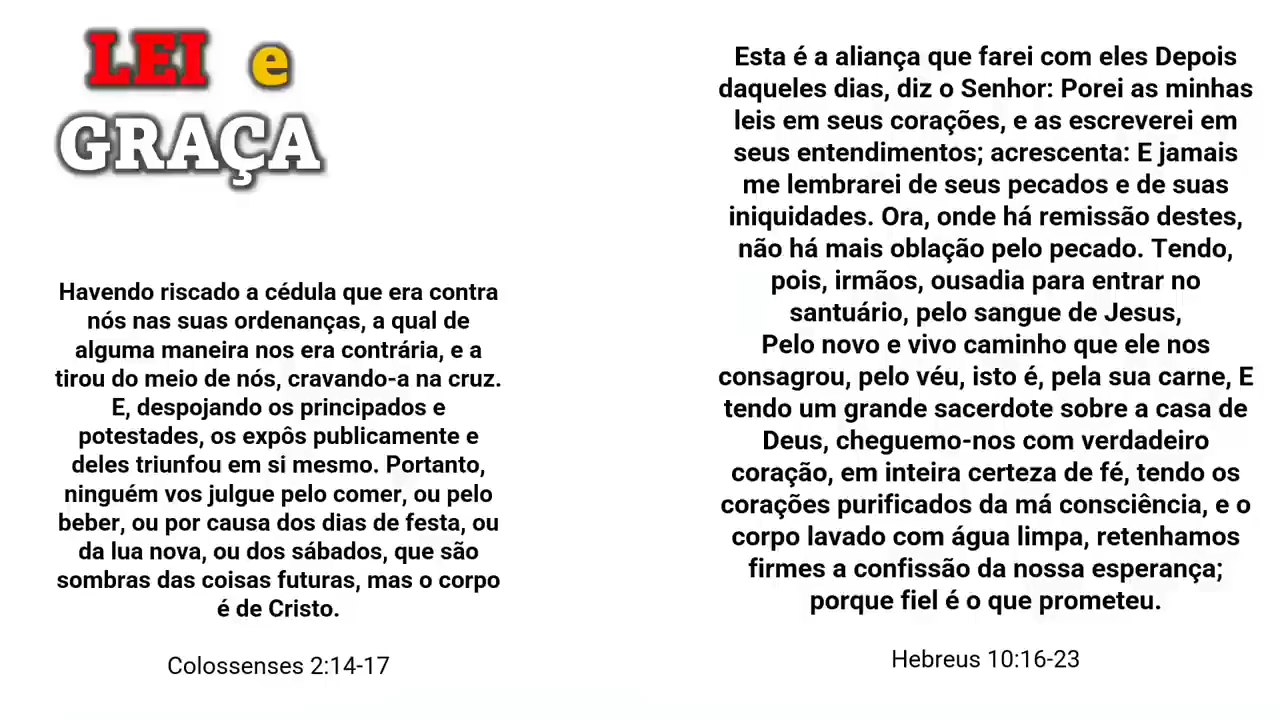 LEI e
GRAÇA
Havendo riscado a cédula que era contra
nós nas suas ordenanças, a qual de
alguma maneira nos era contrária, e a
tirou do meio de nós, cravando-a na cruz.
E, despojando os principados e
potestades, os expôs publicamente e
deles triunfou em si mesmo. Portanto,
ninguém vos julgue pelo comer, ou pelo
beber, ou por causa dos dias de festa, ou
da lua nova, ou dos sábados, que são
sombras das coisas futuras, mas o corpo
é de Cristo.
Colossenses 2:14-17
Esta é a aliança que farei com eles Depois
daqueles dias, diz o Senhor: Porei as minhas
leis em seus corações, e as escreverei em
seus entendimentos; acrescenta: E jamais
me lembrarei de seus pecados e de suas
iniquidades. Ora, onde há remissão destes,
não há mais oblação pelo pecado. Tendo,
pois, irmãos, ousadia para entrar no
santuário, pelo sangue de Jesus,
Pelo novo e vivo caminho que ele nos
consagrou, pelo véu, isto é, pela sua carne, E
tendo um grande sacerdote sobre a casa de
Deus, cheguemo-nos com verdadeiro
coração, em inteira certeza de fé, tendo os
corações purificados da má consciência, e o
corpo lavado com água limpa, retenhamos
firmes a confissão da nossa esperança;
porque fiel é o que prometeu.
Hebreus 10:16-23